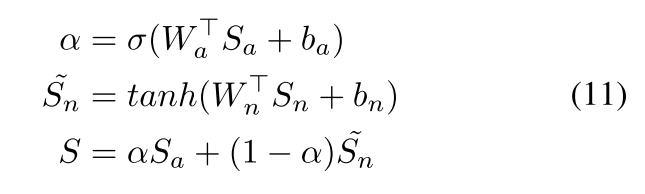 α = σ(W_a^⊤ S_a + b_a)
S̃_n = tanh(W_n^⊤ S_n + b_n) (11)
S = αS_a + (1 − α)S̃_n